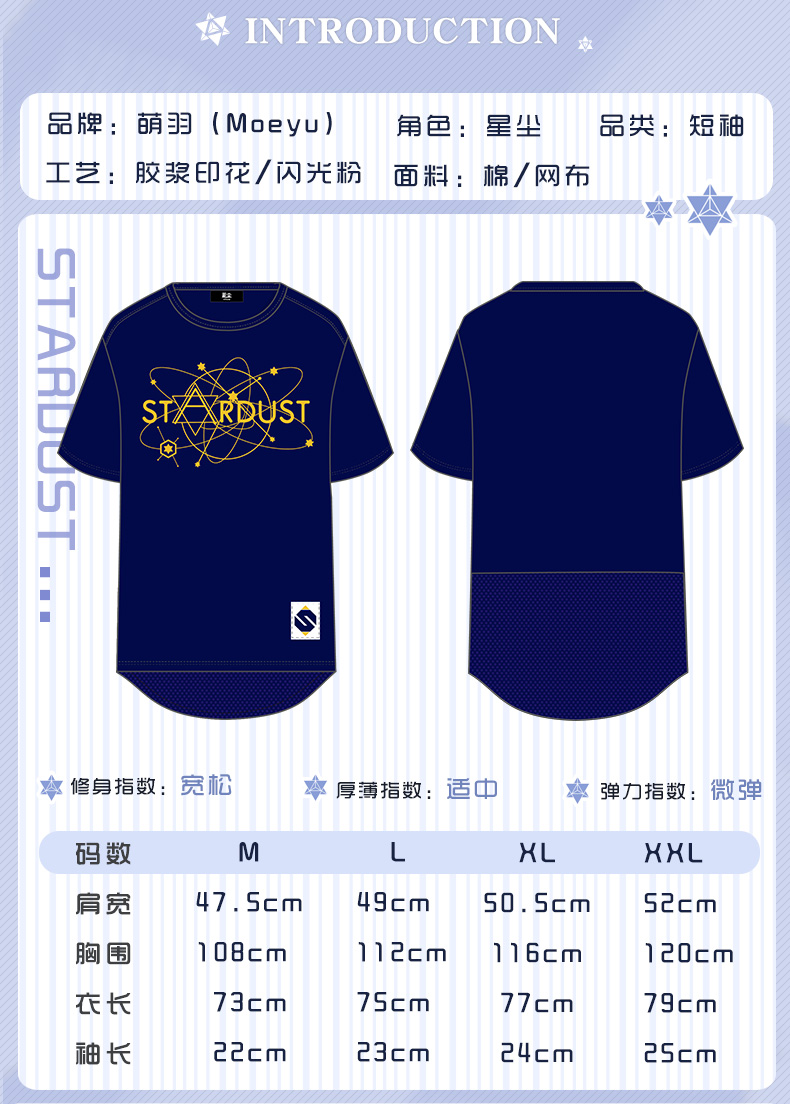 INTRODUCTION
品牌：萌羽（Moeyu） 角色：星尘 品类：短袖
工艺：胶浆印花/闪光粉 面料：棉/网布
STARDUST...
星尘
STARDUST
修身指数：宽松 厚薄指数：适中 弹力指数：微弹
码数 M L XL XXL
肩宽 47.5cm 49cm 50.5cm 52cm
胸围 108cm 112cm 116cm 120cm
衣长 73cm 75cm 77cm 79cm
袖长 22cm 23cm 24cm 25cm